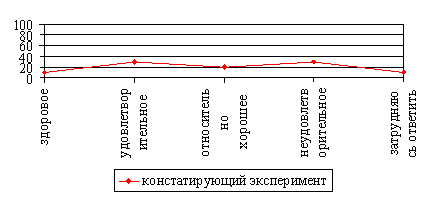 100
80
60
40
20
0
здоровое
удовлетвор
ительное
относитель
но
хорошее
неудовлетв
орительное
затрудняю
сь ответить
констатирующий эксперимент